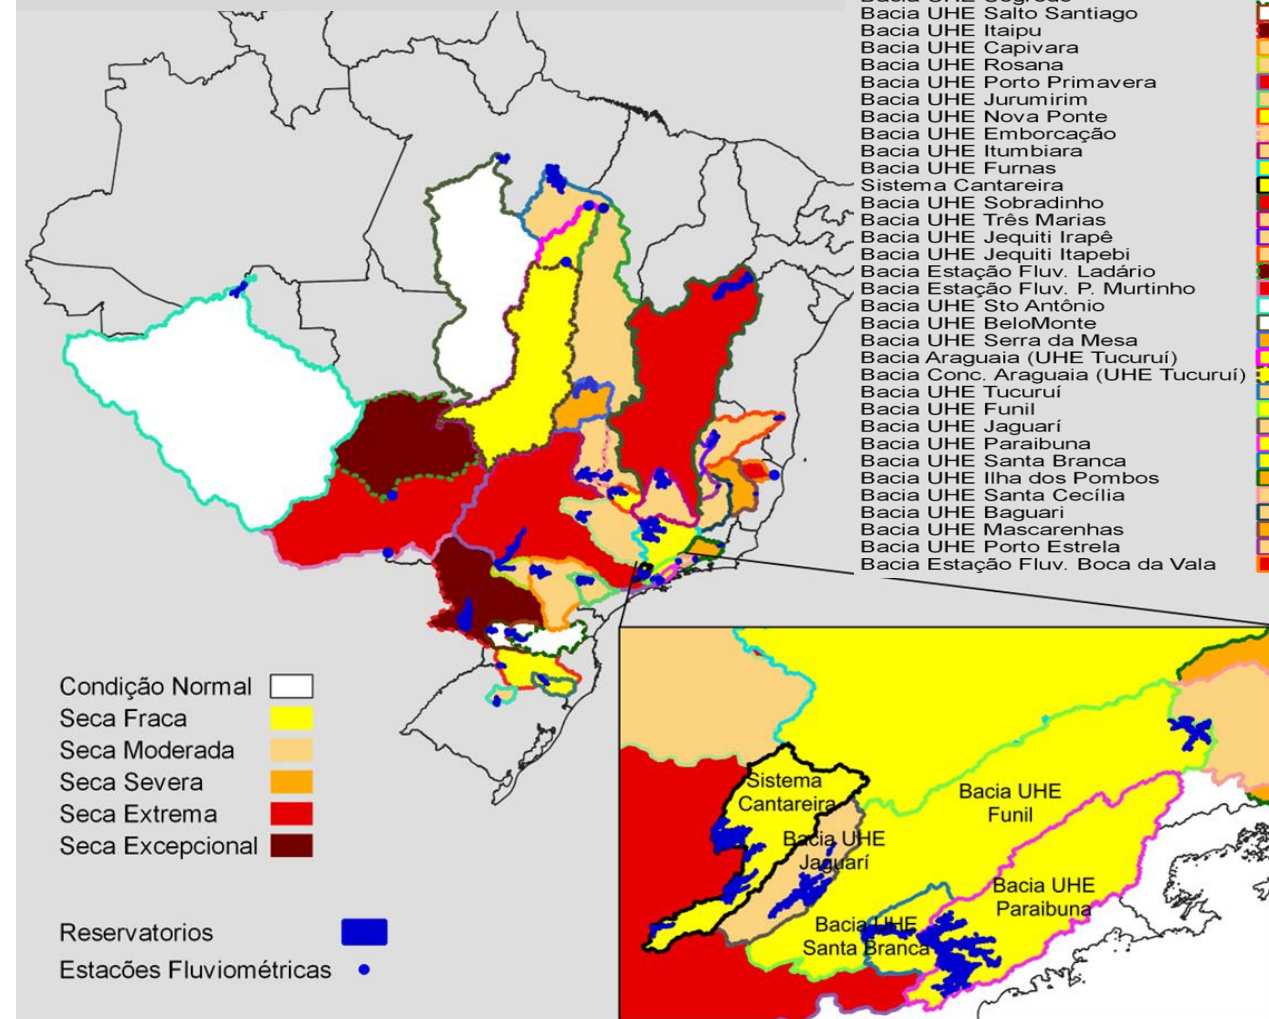 Bacia UHE Segredo
Bacia UHE Salto Santiago
Bacia UHE Itaipu
Bacia UHE Capivara
Bacia UHE Rosana
Bacia UHE Porto Primavera
Bacia UHE Jurumirim
Bacia UHE Nova Ponte
Bacia UHE Emborcação
Bacia UHE Itumbiara
Bacia UHE Furnas
Sistema Cantareira
Bacia UHE Sobradinho
Bacia UHE Três Marias
Bacia UHE Jequiti Irapê
Bacia UHE Jequiti Itapebi
Bacia Estação Fluv. Ladário
Bacia Estação Fluv. P. Murtinho
Bacia UHE Sto Antônio
Bacia UHE BeloMonte
Bacia UHE Serra da Mesa
Bacia Araguaia (UHE Tucuruí)
Bacia Conc. Araguaia (UHE Tucuruí)
Bacia UHE Tucuruí
Bacia UHE Funil
Bacia UHE Jaguarí
Bacia UHE Paraibuna
Bacia UHE Santa Branca
Bacia UHE Ilha dos Pombos
Bacia UHE Santa Cecília
Bacia UHE Baguari
Bacia UHE Mascarenhas
Bacia UHE Porto Estrela
Bacia Estação Fluv. Boca da Vala
Condição Normal
Seca Fraca
Seca Moderada
Seca Severa
Seca Extrema
Seca Excepcional
Reservatorios
Estacões Fluviométricas
Sistema
Cantareira
Bacia UHE
Jaguarí
Bacia UHE
Funil
Bacia UHE
Paraibuna
Bacia UHE
Santa Branca